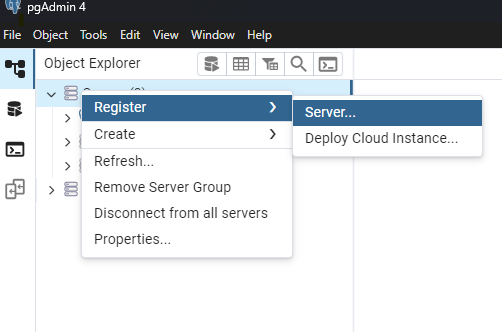 pgAdmin 4
File Object Tools Edit View Window Help
Object Explorer
Register
Server...
Create
Deploy Cloud Instance...
Refresh...
Remove Server Group
Disconnect from all servers
Properties...